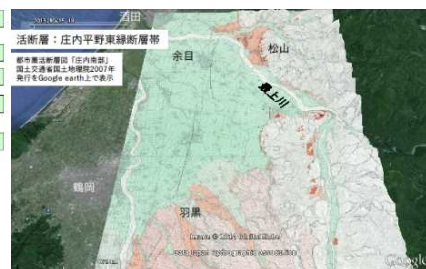 酒田
活断層：庄内平野東縁断層帯
都市圏活断層図「庄内南部」
国土交通省国土地理院2007年
発行をGoogle earth上で表示
余目
松山
最上川
鶴岡
羽黒
Google